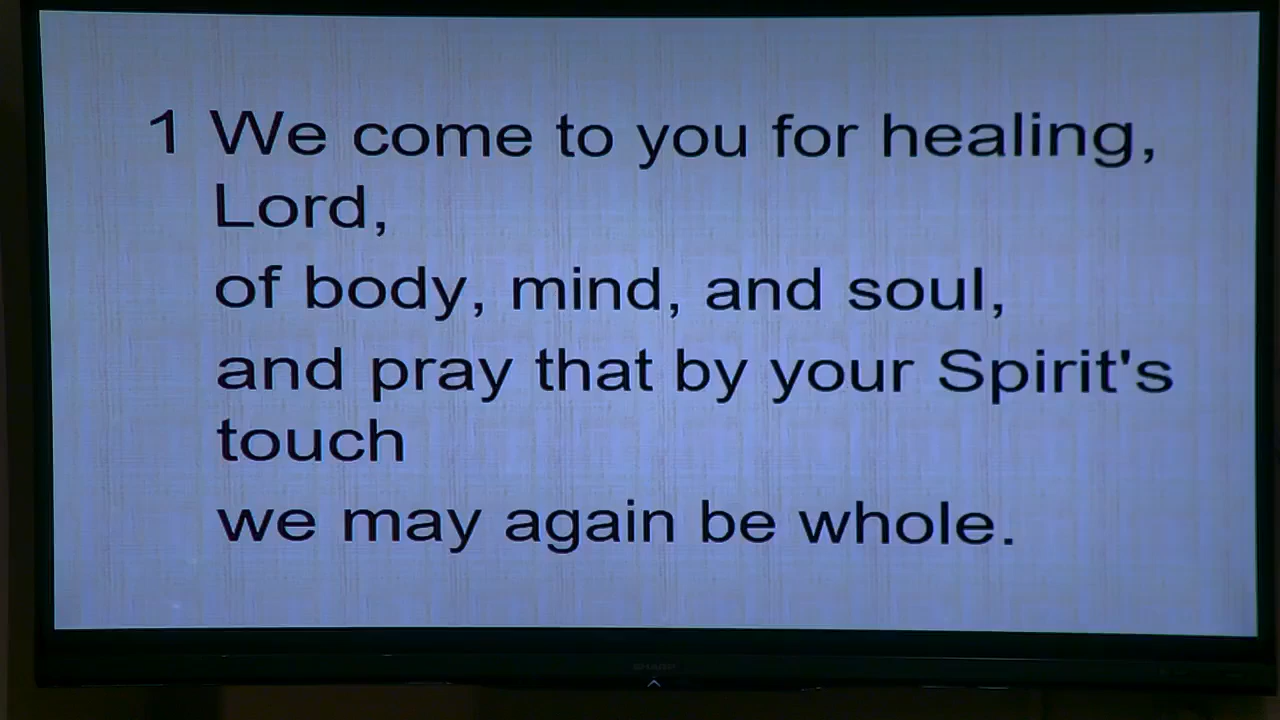 1 We come to you for healing,
Lord,
of body, mind, and soul,
and pray that by your Spirit's
touch
we may again be whole.
SHARP